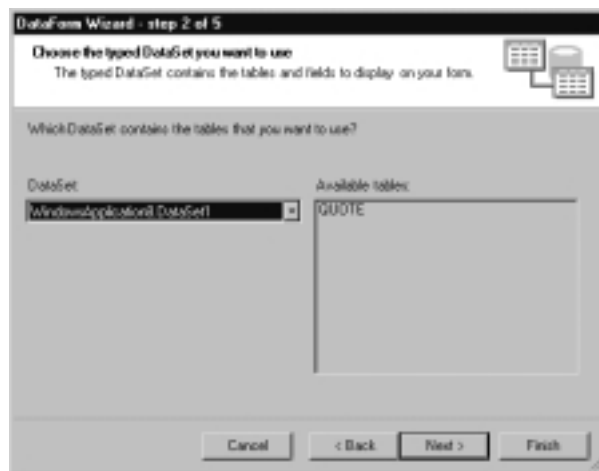 DataForm Wizard - step 2 of 5
Choose the typed DataSet you want to use
The typed DataSet contains the tables and fields to display on your form.
Which DataSet contains the tables that you want to use?
DataSet:
WindowsApplication8.DataSet1
Available tables:
QUOTE
Cancel
< Back
Next >
Finish